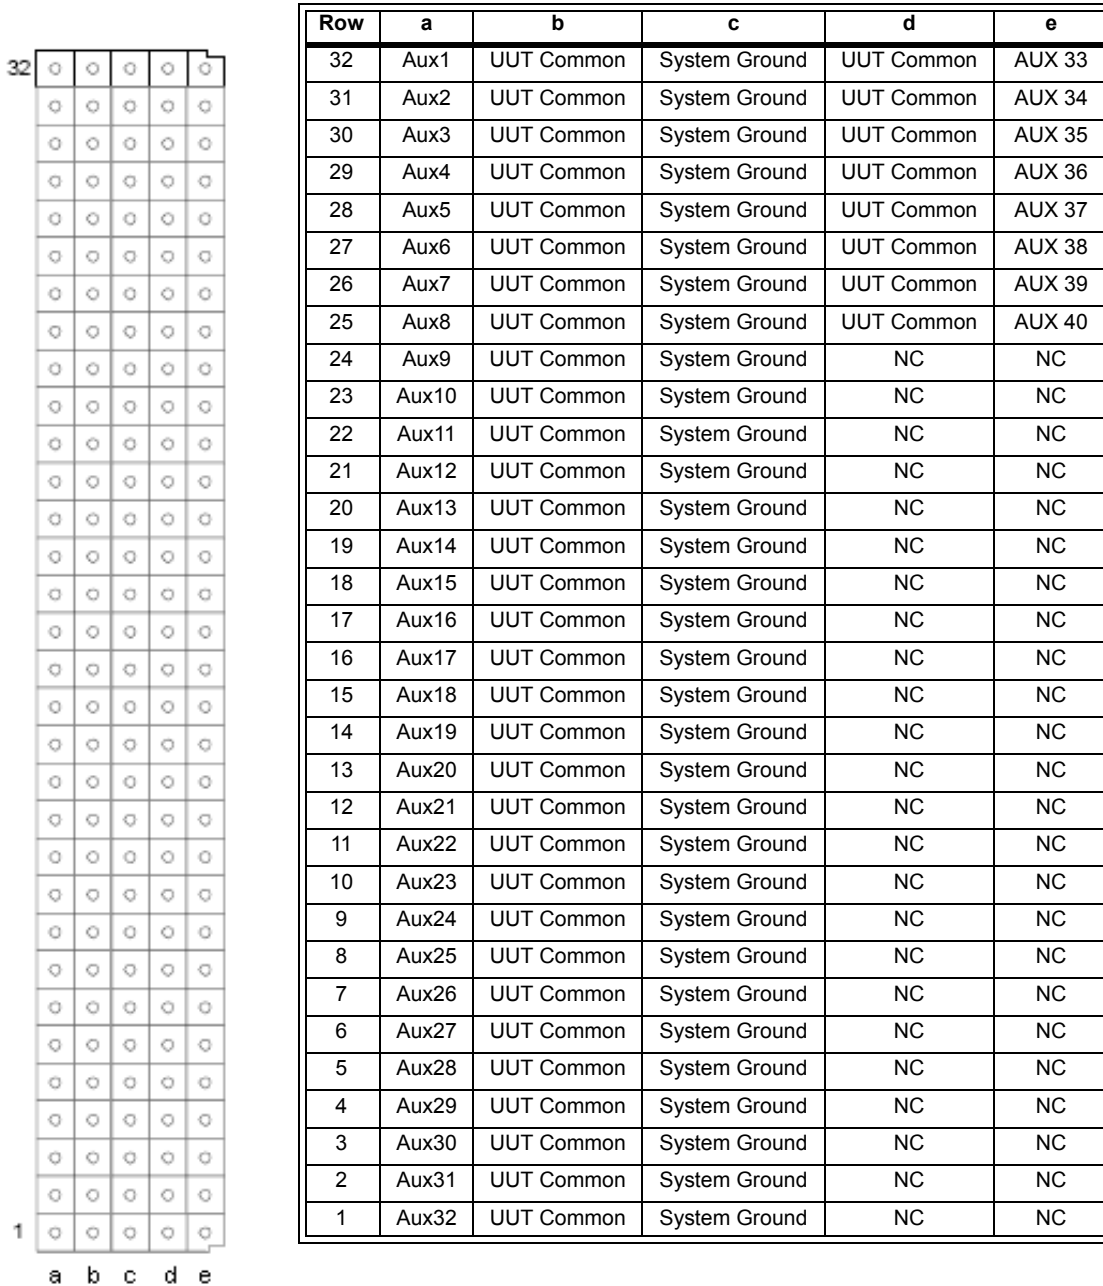 Row a b c d e
32 Aux1 UUT Common System Ground UUT Common AUX 33
31 Aux2 UUT Common System Ground UUT Common AUX 34
30 Aux3 UUT Common System Ground UUT Common AUX 35
29 Aux4 UUT Common System Ground UUT Common AUX 36
28 Aux5 UUT Common System Ground UUT Common AUX 37
27 Aux6 UUT Common System Ground UUT Common AUX 38
26 Aux7 UUT Common System Ground UUT Common AUX 39
25 Aux8 UUT Common System Ground UUT Common AUX 40
24 Aux9 UUT Common System Ground NC NC
23 Aux10 UUT Common System Ground NC NC
22 Aux11 UUT Common System Ground NC NC
21 Aux12 UUT Common System Ground NC NC
20 Aux13 UUT Common System Ground NC NC
19 Aux14 UUT Common System Ground NC NC
18 Aux15 UUT Common System Ground NC NC
17 Aux16 UUT Common System Ground NC NC
16 Aux17 UUT Common System Ground NC NC
15 Aux18 UUT Common System Ground NC NC
14 Aux19 UUT Common System Ground NC NC
13 Aux20 UUT Common System Ground NC NC
12 Aux21 UUT Common System Ground NC NC
11 Aux22 UUT Common System Ground NC NC
10 Aux23 UUT Common System Ground NC NC
9 Aux24 UUT Common System Ground NC NC
8 Aux25 UUT Common System Ground NC NC
7 Aux26 UUT Common System Ground NC NC
6 Aux27 UUT Common System Ground NC NC
5 Aux28 UUT Common System Ground NC NC
4 Aux29 UUT Common System Ground NC NC
3 Aux30 UUT Common System Ground NC NC
2 Aux31 UUT Common System Ground NC NC
1 Aux32 UUT Common System Ground NC NC
32
1
a b c d e